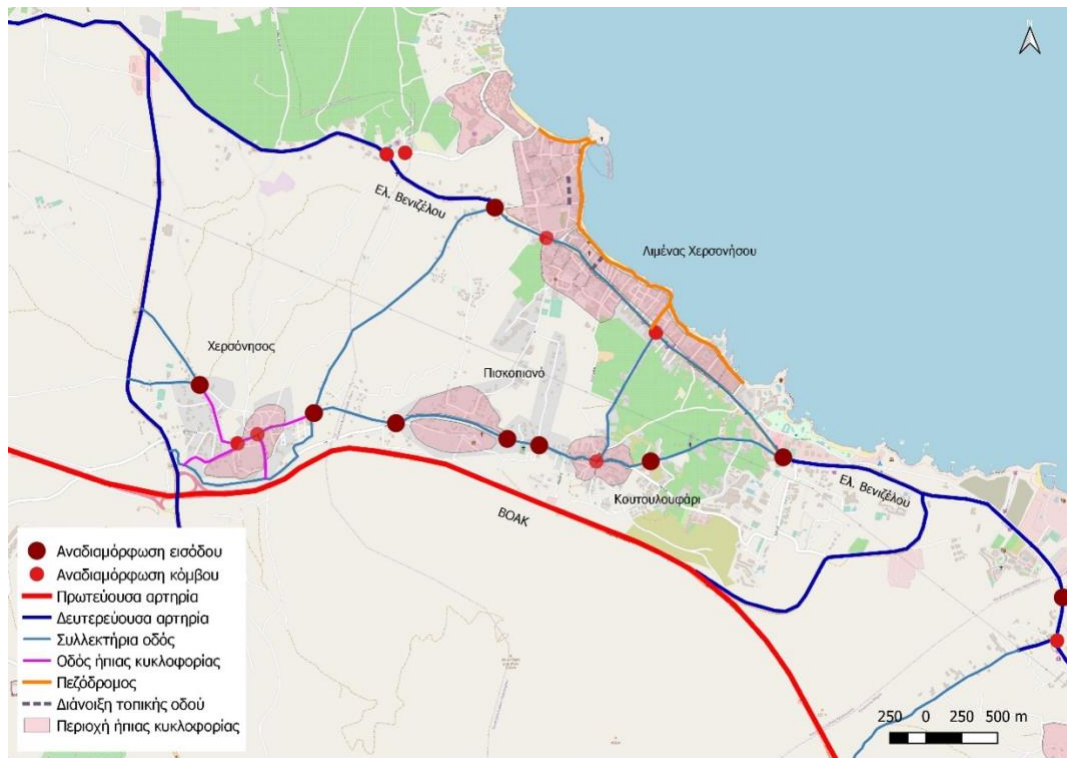 Ελ. Βενιζέλου
Λιμένας Χερσονήσου
Χερσόνησος
Πισκοπιανό
Ελ. Βενιζέλου
Κουτουλουφάρι
ΒΟΑΚ
Αναδιαμόρφωση εισόδου
Αναδιαμόρφωση κόμβου
Πρωτεύουσα αρτηρία
Δευτερεύουσα αρτηρία
Συλλεκτήρια οδός
Οδός ήπιας κυκλοφορίας
Πεζόδρομος
Διάνοιξη τοπικής οδού
Περιοχή ήπιας κυκλοφορίας
250 0 250 500 m